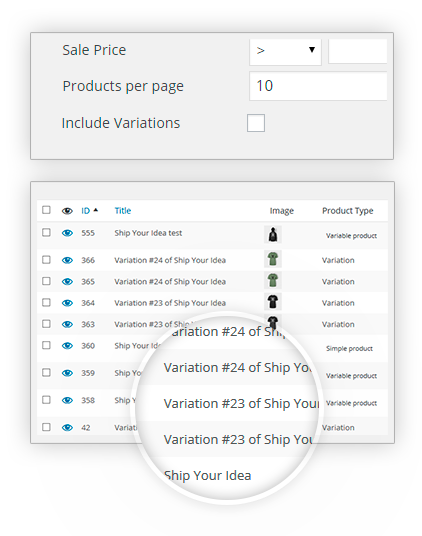 Sale Price > ▼
Products per page 10
Include Variations
ID ▲ Title Image Product Type
555 Ship Your Idea test Variable product
366 Variation #24 of Ship Your Idea Variation
365 Variation #24 of Ship Your Idea Variation
364 Variation #23 of Ship Your Idea Variation
363 Variation #23 of Ship Your Idea Variation
360 Ship Your Simple product
359 Ship Variable product
358 Ship Variable product
42 Variation
Variation #24 of Ship
Variation #24 of Ship You
Variation #23 of Ship Your
Variation #23 of Ship You
Ship Your Idea